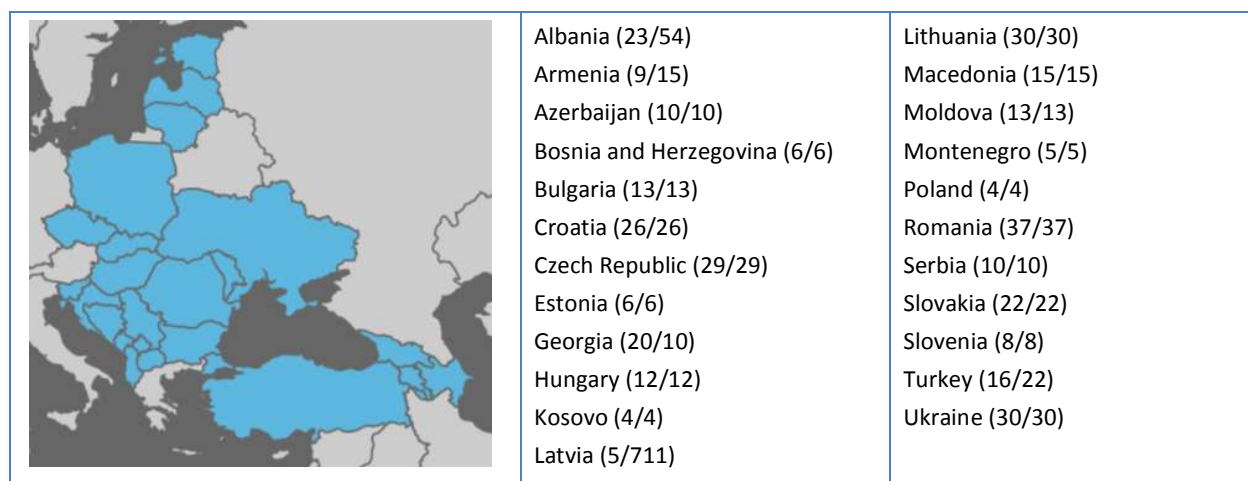 Albania (23/54)
Armenia (9/15)
Azerbaijan (10/10)
Bosnia and Herzegovina (6/6)
Bulgaria (13/13)
Croatia (26/26)
Czech Republic (29/29)
Estonia (6/6)
Georgia (20/10)
Hungary (12/12)
Kosovo (4/4)
Latvia (5/711)
Lithuania (30/30)
Macedonia (15/15)
Moldova (13/13)
Montenegro (5/5)
Poland (4/4)
Romania (37/37)
Serbia (10/10)
Slovakia (22/22)
Slovenia (8/8)
Turkey (16/22)
Ukraine (30/30)